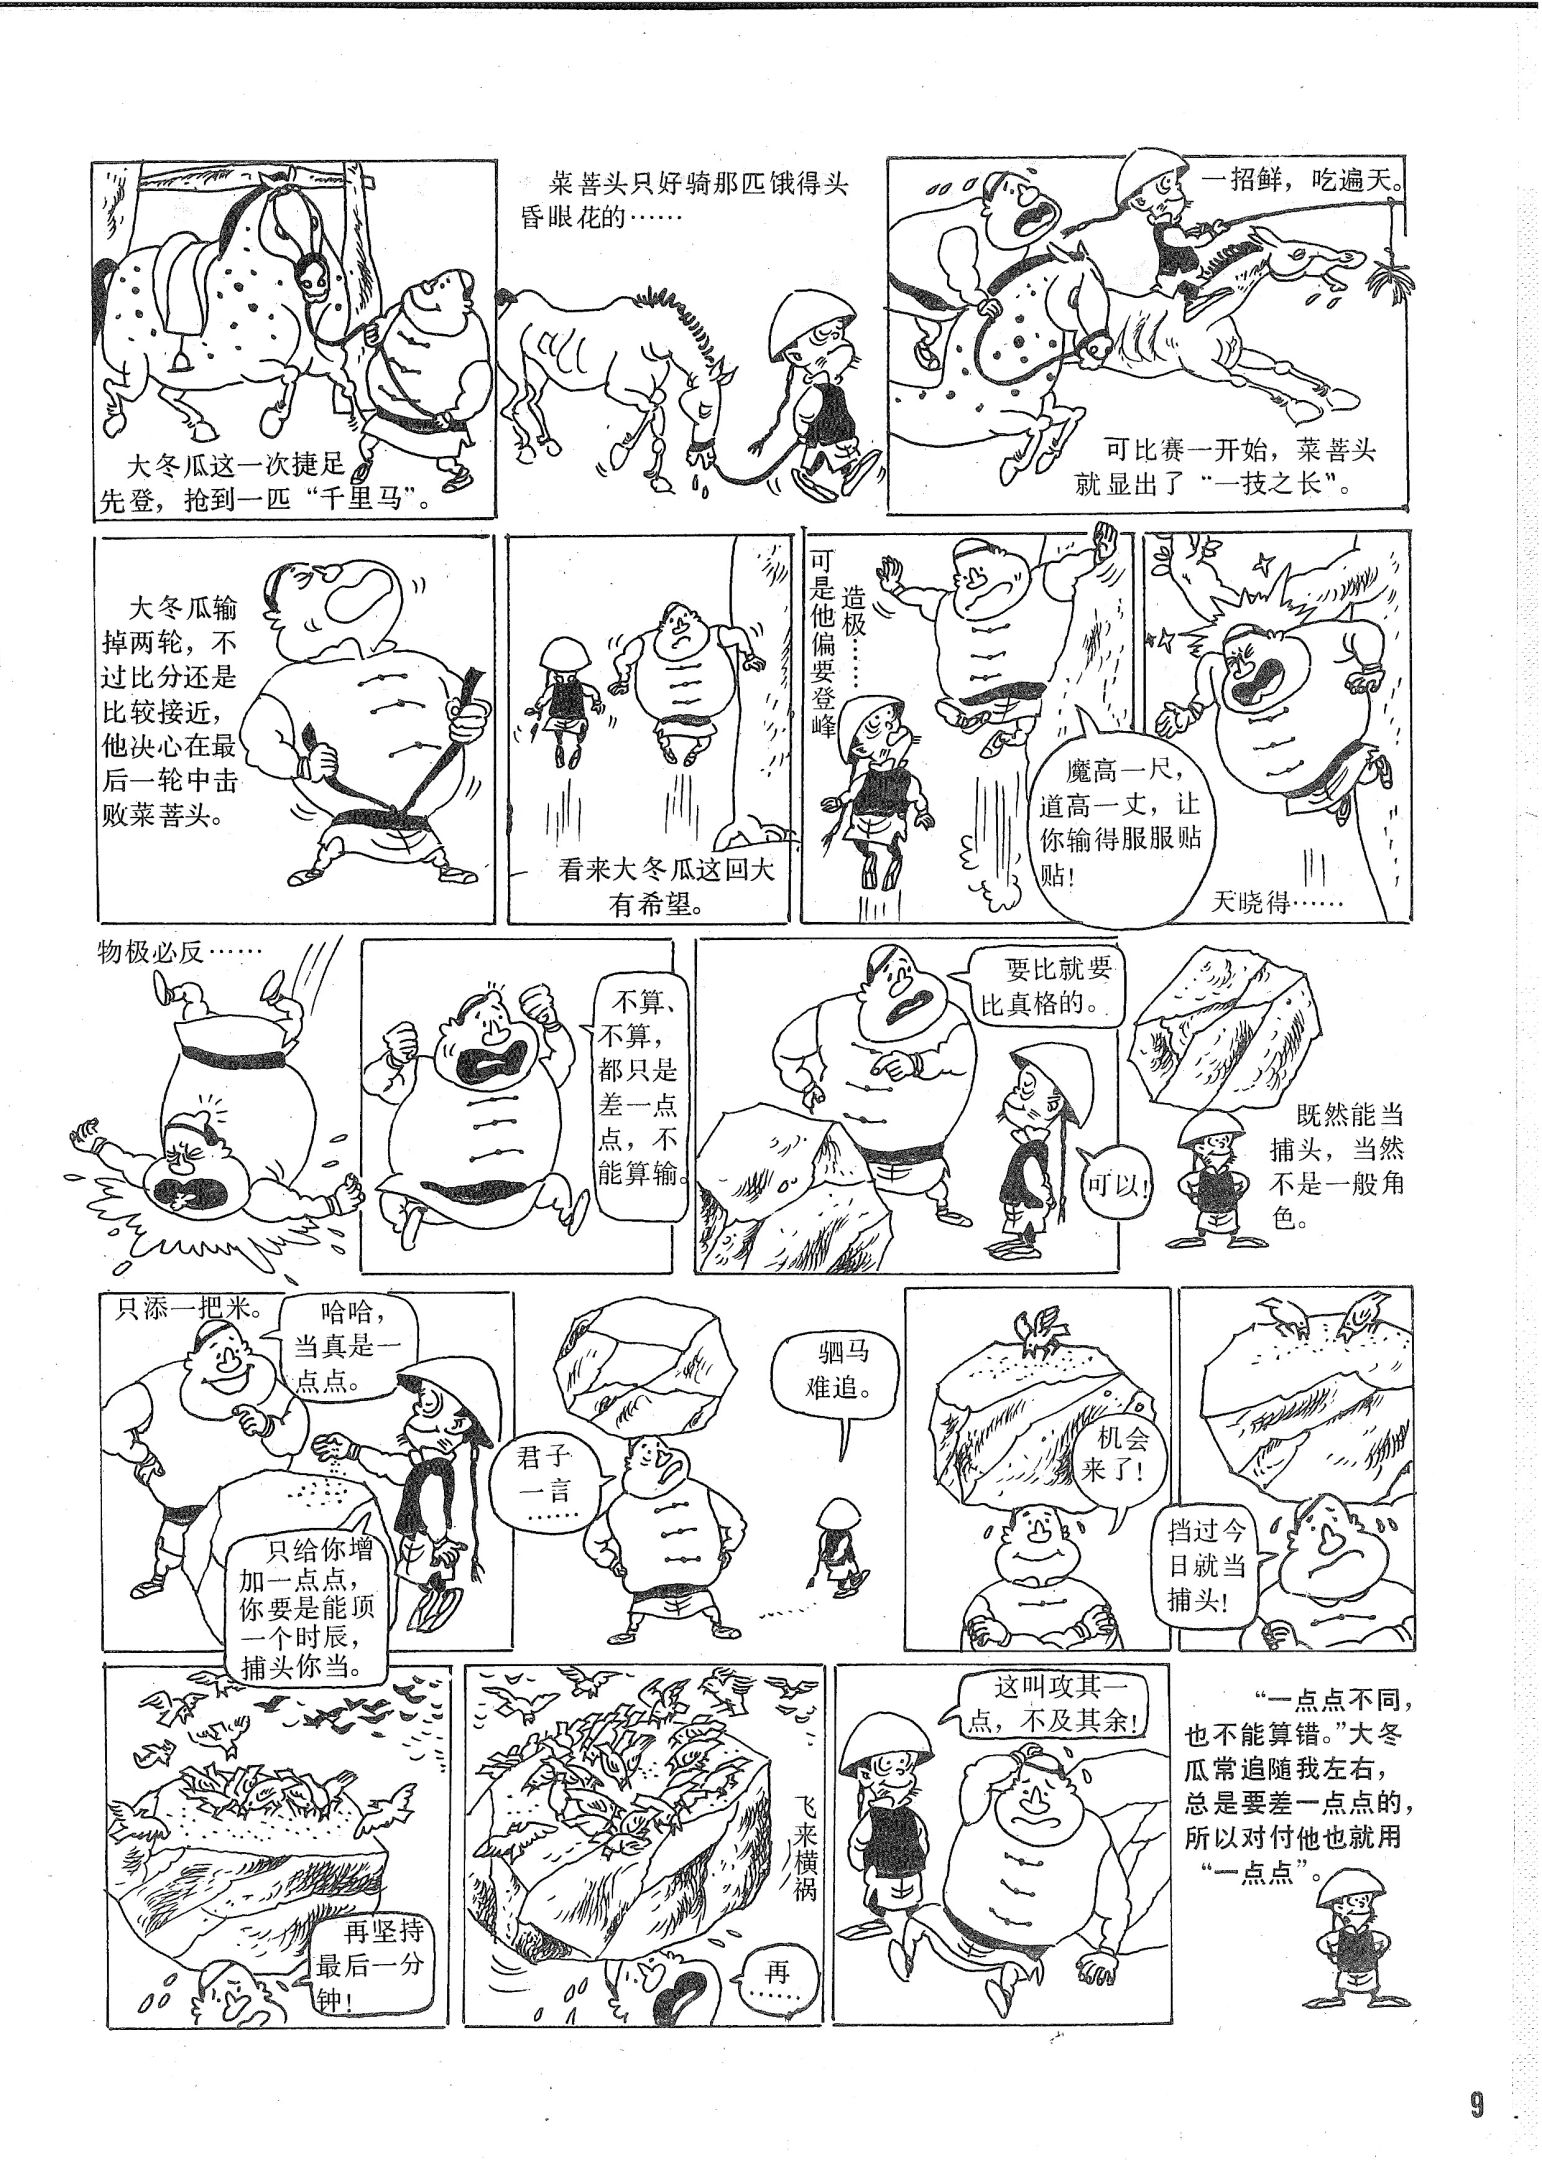 大冬瓜这一次捷足
先登，抢到一匹“千里马”。
菜菩头只好骑那匹饿得头
昏眼花的……
一招鲜，吃遍天。
可比赛一开始，菜菩头
就显出了“一技之长”。
大冬瓜输
掉两轮，不
过比分还是
比较接近，
他决心在最
后一轮中击
败菜菩头。
看来大冬瓜这回大
有希望。
可是他偏要登峰
造极……
魔高一尺，
道高一丈，让
你输得服服贴
贴！
天晓得……
物极必反……
不算、
不算，
都只是
差一点
点，不
能算输。
要比就要
比真格的。
可以！
既然能当
捕头，当然
不是一般角
色。
只添一把米。
哈哈，
当真是一
点点。
只给你增
加一点点，
你要是能顶
一个时辰，
捕头你当。
君子
一言
……
驷马
难追。
机会
来了！
挡过今
日就当
捕头！
再坚持
最后一分
钟！
飞来横祸
再
……
这叫攻其一
点，不及其余！
“一点点不同，
也不能算错。”大冬
瓜常追随我左右，
总是要差一点点的，
所以对付他也就用
“一点点”。
9